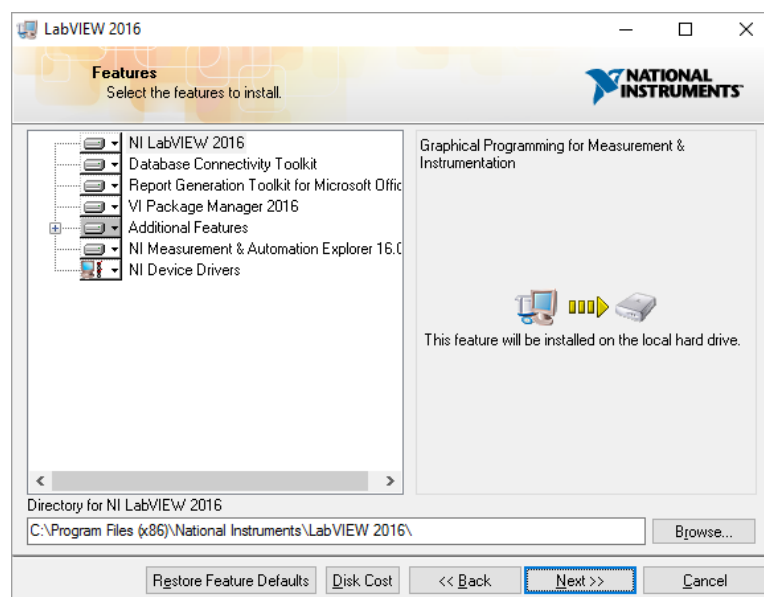 LabVIEW 2016
Features
Select the features to install.
NATIONAL
INSTRUMENTS
NI LabVIEW 2016
Database Connectivity Toolkit
Report Generation Toolkit for Microsoft Offic
VI Package Manager 2016
Additional Features
NI Measurement & Automation Explorer 16.0
NI Device Drivers
Graphical Programming for Measurement &
Instrumentation
This feature will be installed on the local hard drive.
Directory for NI LabVIEW 2016
C:\Program Files (x86)\National Instruments\LabVIEW 2016\
Browse...
Restore Feature Defaults
Disk Cost
<< Back
Next >>
Cancel